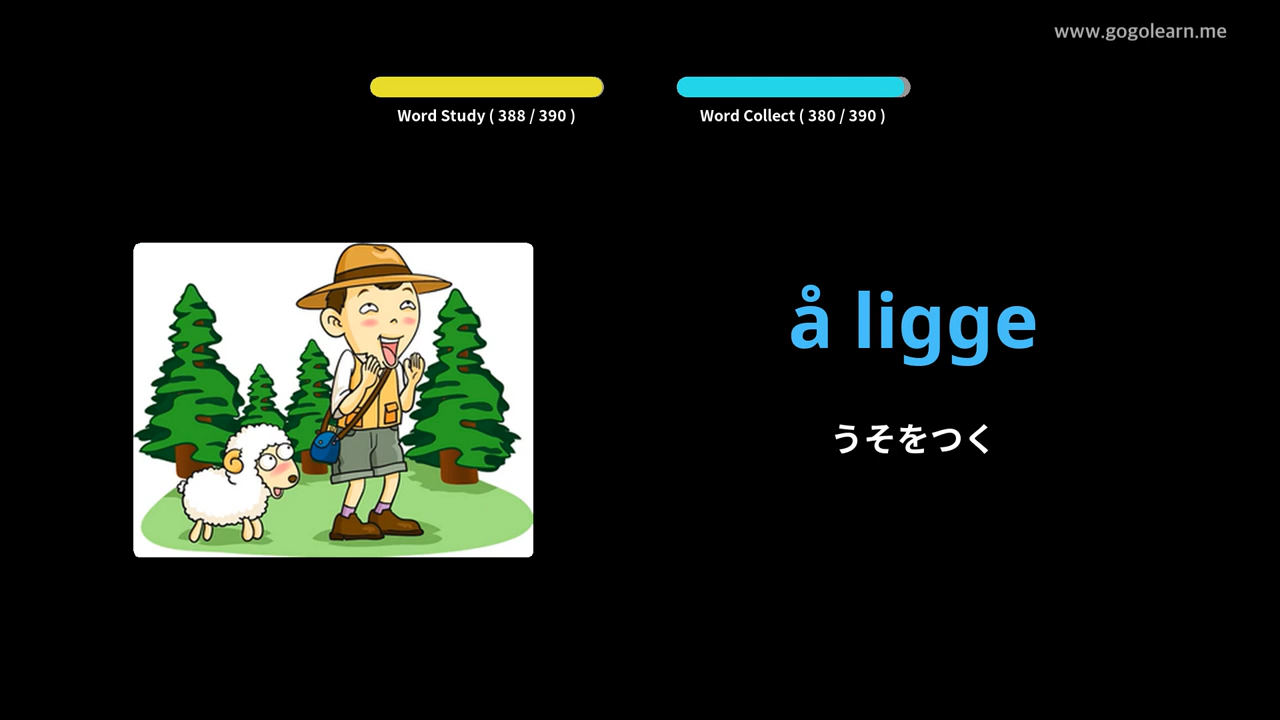 www.gogolearn.me
Word Study ( 388 / 390 )
Word Collect ( 380 / 390 )
å ligge
うそをつく